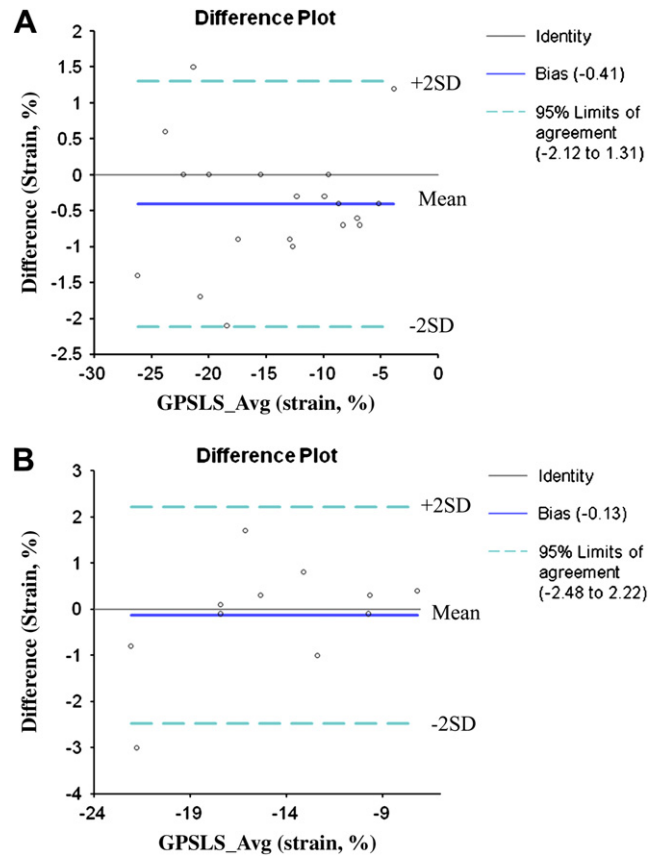 A
Difference Plot
Difference (Strain, %)
2
1.5
1
0.5
0
-0.5
-1
-1.5
-2
-2.5
-30 -25 -20 -15 -10 -5 0
GPSLS_Avg (strain, %)
+2SD
Mean
-2SD
Identity
Bias (-0.41)
95% Limits of
agreement
(-2.12 to 1.31)
B
Difference Plot
Difference (Strain, %)
3
2
1
0
-1
-2
-3
-4
-24 -19 -14 -9
GPSLS_Avg (strain, %)
+2SD
Mean
-2SD
Identity
Bias (-0.13)
95% Limits of
agreement
(-2.48 to 2.22)